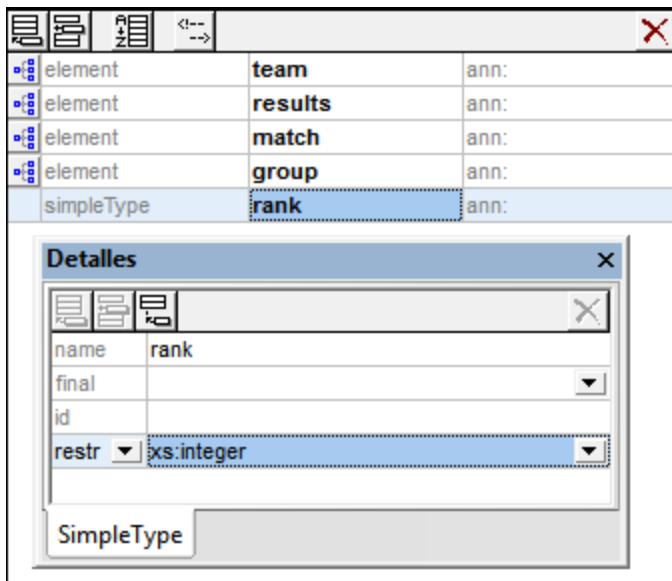 element team ann:
element results ann:
element match ann:
element group ann:
simpleType rank ann:
Detalles
name rank
final
id
restr xs:integer
SimpleType